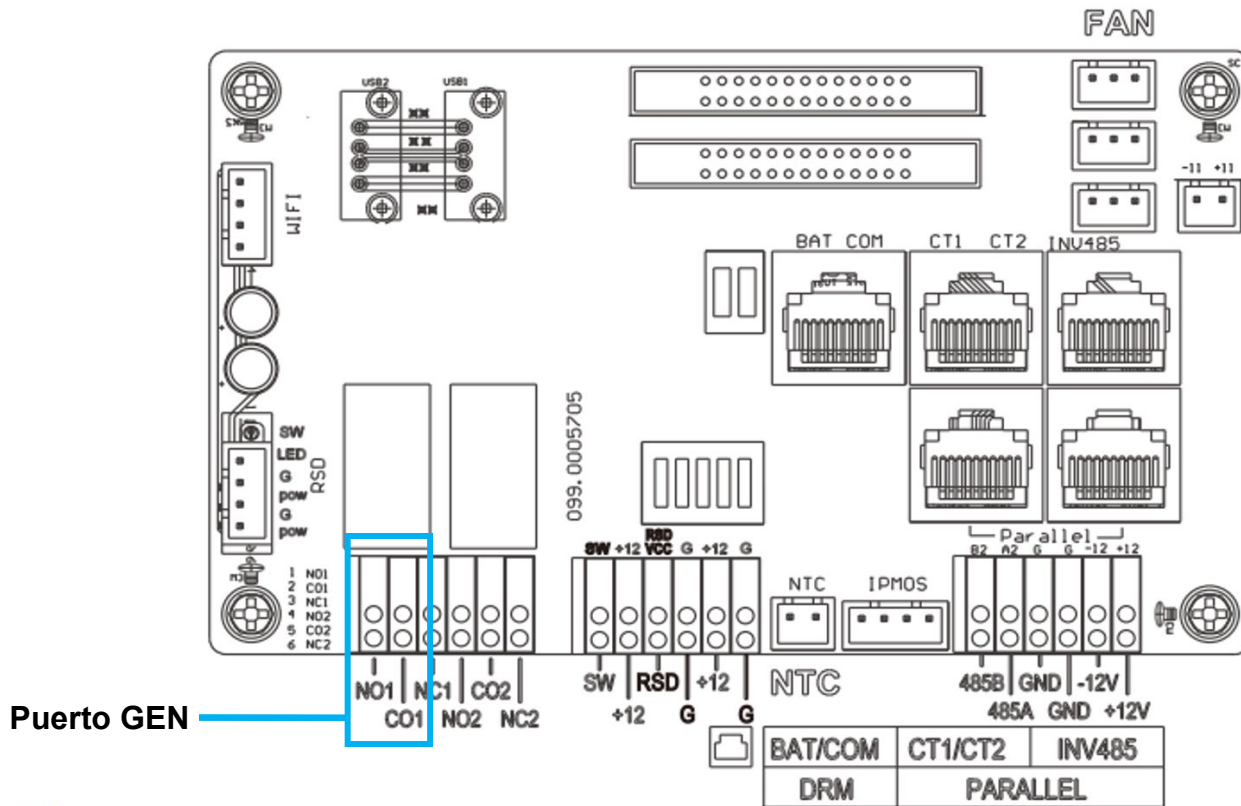 FAN
USB2 USB1
SC
M3
WIFI
-11 +11
BAT COM CT1 CT2 INV485
SW
LED
G
pow
G
pow
RSD
099.0005705
Parallel
1 NO1
2 CO1
3 NC1
4 NO2
5 CO2
6 NC2
SW +12 RSD VCC G +12 G
NTC IPMOS
B2 A2 G G -12 +12
NO1 NC1 CO2
CO1 NO2 NC2
SW RSD +12
+12 G G
NTC
485B GND -12V
485A GND +12V
Puerto GEN
BAT/COM CT1/CT2 INV485
DRM PARALLEL